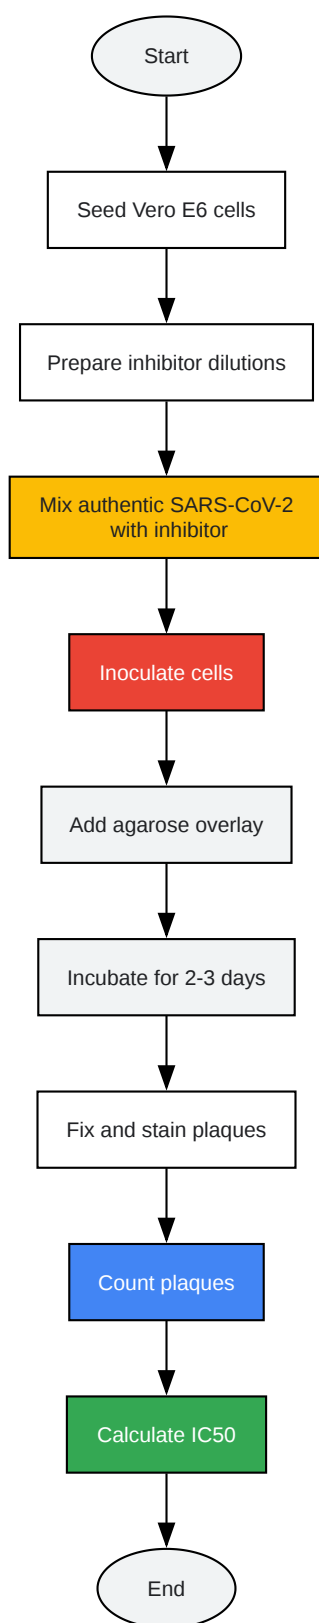 Start
Seed Vero E6 cells
Prepare inhibitor dilutions
Mix authentic SARS-CoV-2
with inhibitor
Inoculate cells
Add agarose overlay
Incubate for 2-3 days
Fix and stain plaques
Count plaques
Calculate IC50
End